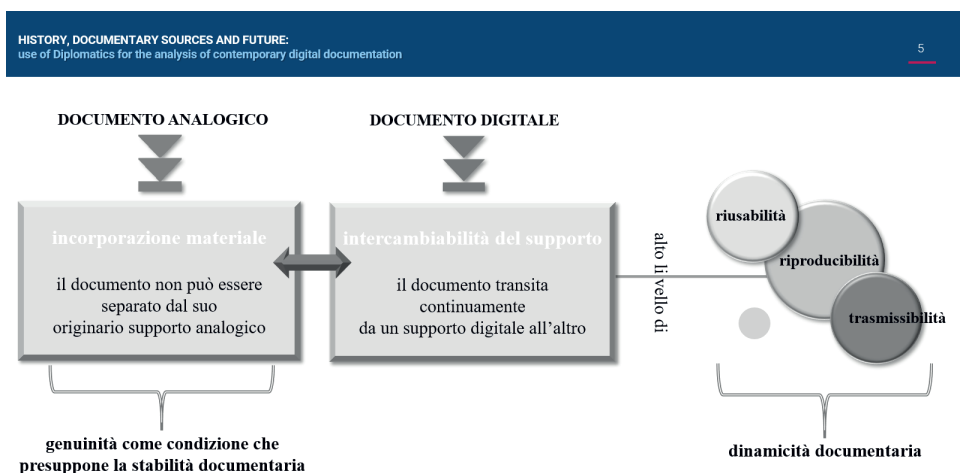 HISTORY, DOCUMENTARY SOURCES AND FUTURE:
use of Diplomatics for the analysis of contemporary digital documentation
5
DOCUMENTO ANALOGICO
DOCUMENTO DIGITALE
incorporazione materiale
il documento non può essere
separato dal suo
originario supporto analogico
intercambiabilità del supporto
il documento transita
continuamente
da un supporto digitale all’altro
alto livello di
riusabilità
riproducibilità
trasmissibilità
genuinità come condizione che
presuppone la stabilità documentaria
dinamicità documentaria